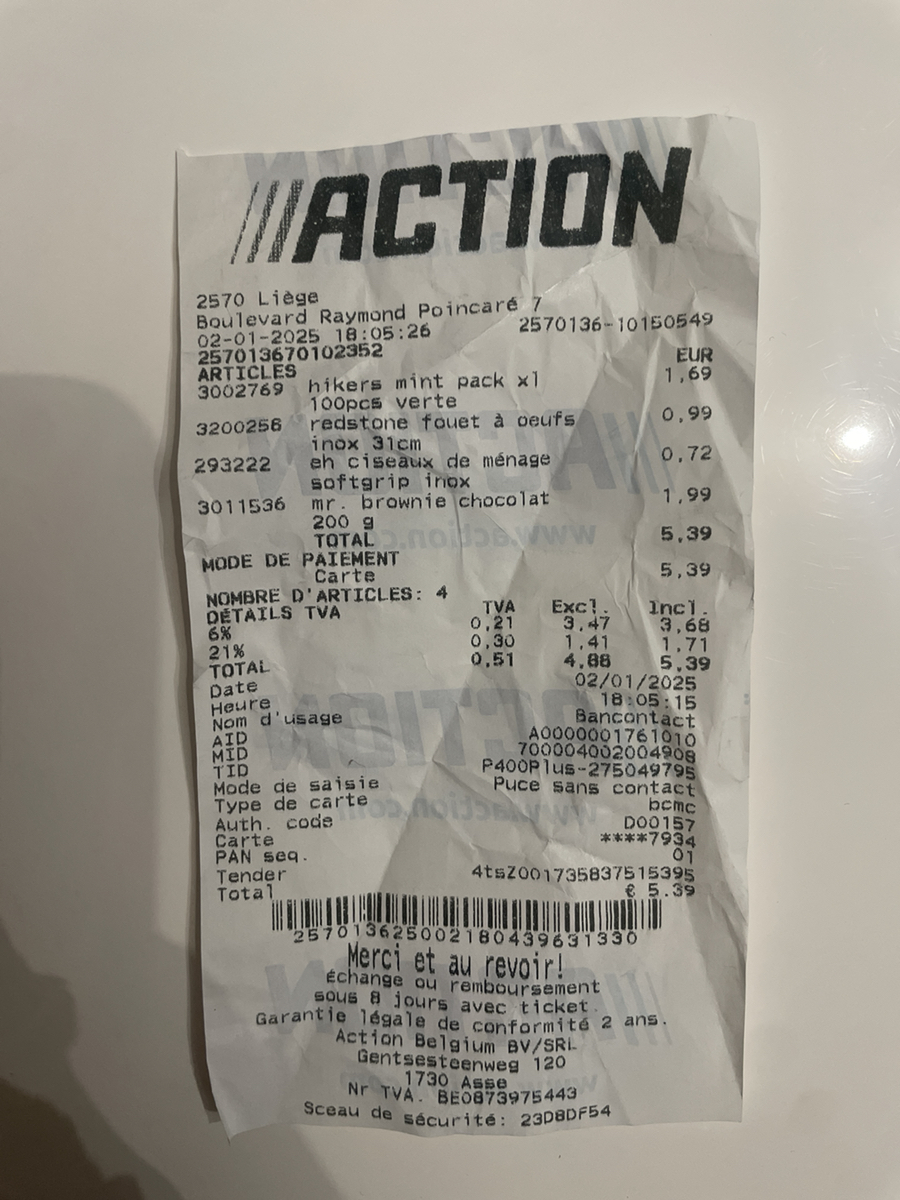 ACTION
2570 Liège
Boulevard Raymond Poincaré 7
02-01-2025 18:05:26 2570136-10150549
257013670102352
EUR
ARTICLES
3002769 hikers mint pack xl 1,69
100pcs verte
3200256 redstone fouet à oeufs 0,99
inox 31cm
293222 eh ciseaux de ménage 0,72
softgrip inox
3011536 mr. brownie chocolat 1,99
200 g
TOTAL 5,39
MODE DE PAIEMENT
Carte 5,39
NOMBRE D'ARTICLES: 4
DÉTAILS TVA TVA Excl. Incl.
6% 0,21 3,47 3,68
21% 0,30 1,41 1,71
TOTAL 0,51 4,88 5,39
Date 02/01/2025
Heure 18:05:15
Nom d'usage Bancontact
AID A0000001761010
MID 700004002004908
TID P400Plus-275049795
Mode de saisie Puce sans contact
Type de carte bcmc
Auth. code D00157
Carte ****7934
PAN seq. 01
Tender 4tsZ001735837515395
Total € 5.39
257013625002180439631330
Merci et au revoir!
échange ou remboursement
sous 8 jours avec ticket.
Garantie légale de conformité 2 ans.
Action Belgium BV/SRL
Gentsesteenweg 120
1730 Asse
Nr TVA. BE0873975443
Sceau de sécurité: 23D8DF54